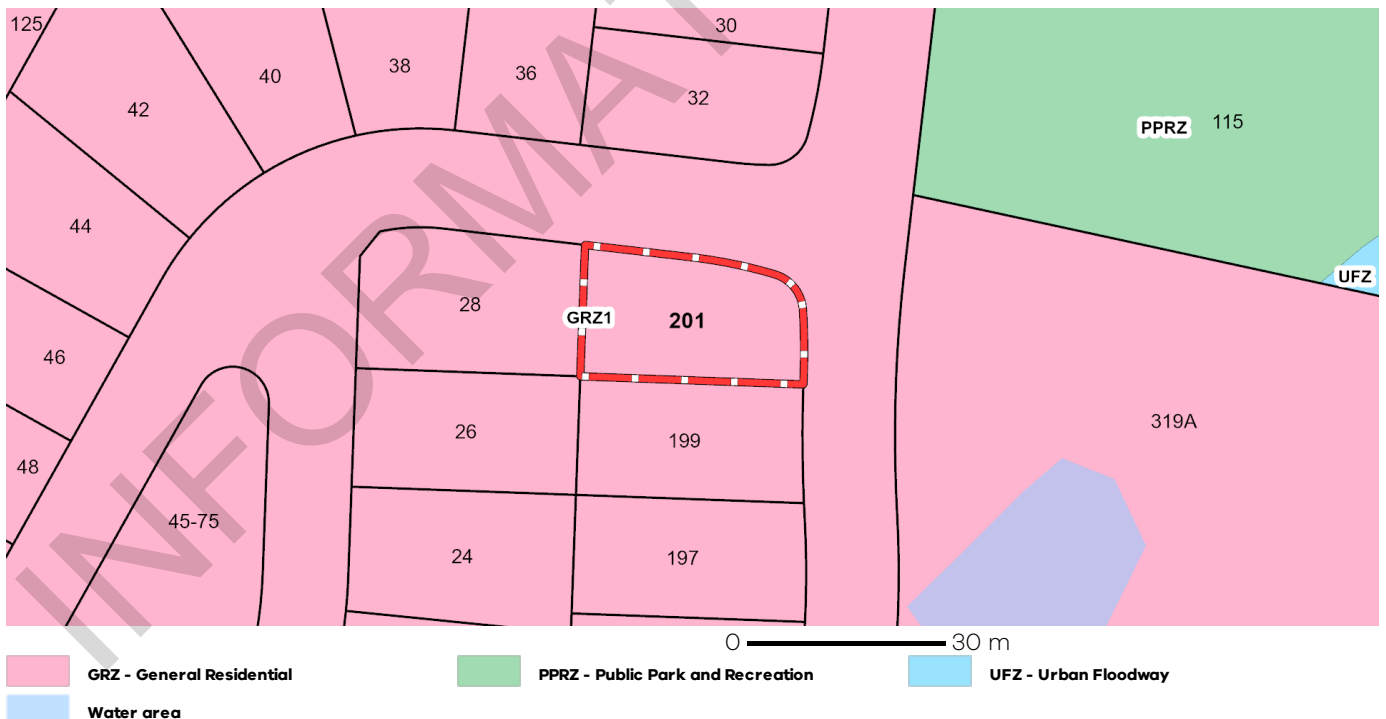 125
30
40
38
36
32
42
PPRZ 115
44
UFZ
28
GRZ1
201
46
319A
26
199
48
45-75
24
197
INFORMAT
0 30 m
GRZ - General Residential
PPRZ - Public Park and Recreation
UFZ - Urban Floodway
Water area